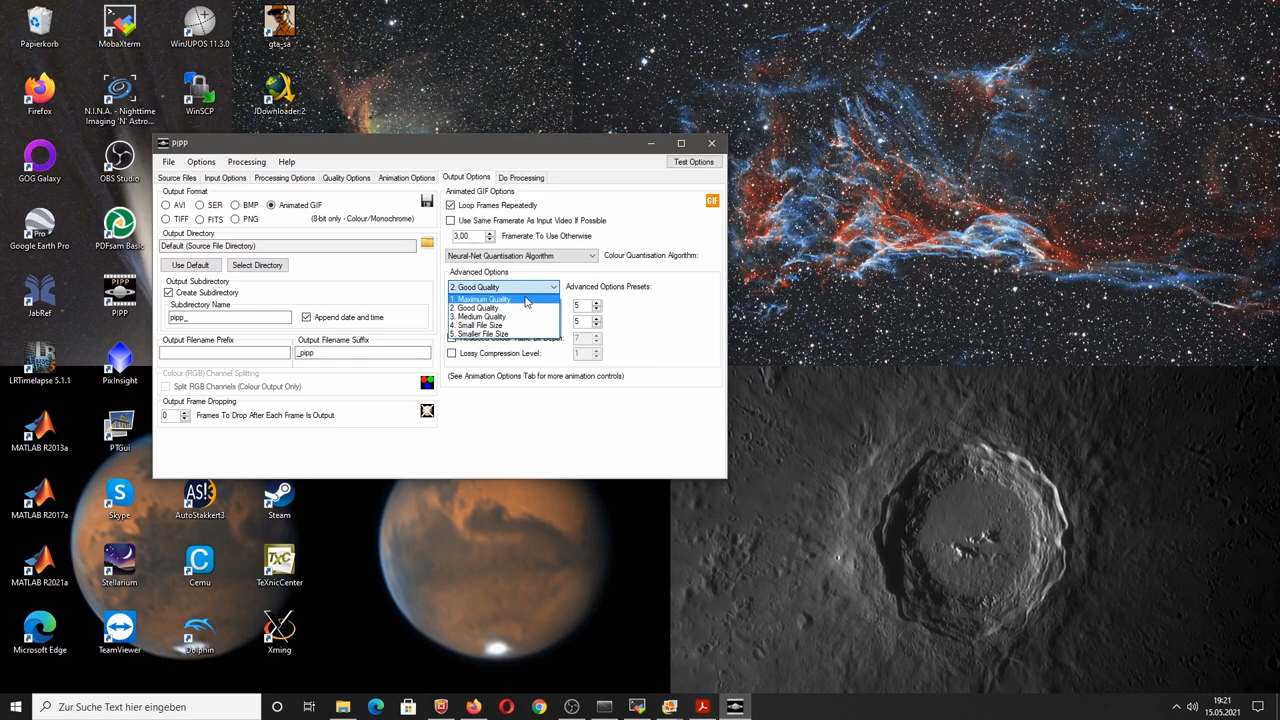 Papierkorb
MobaXterm
WinJUPOS 11.3.0
gta-sa
Firefox
N.I.N.A. - Nighttime
Imaging 'N' Astro...
WinSCP
JDownloader 2
GOG Galaxy
OBS Studio
Google Earth Pro
PDFsam Basic
JabRef
PIPP
LRTimelapse 5.1.1
PixInsight
MATLAB R2013a
PTGui
MATLAB R2017a
Skype
AutoStakkert3
Steam
MATLAB R2021a
Stellarium
Cemu
TeXnicCenter
Microsoft Edge
TeamViewer
Dolphin
Xming
PIPP
File Options Processing Help
Test Options
Source Files Input Options Processing Options Quality Options Animation Options Output Options Do Processing
Output Format
AVI SER BMP Animated GIF
TIFF FITS PNG (8-bit only - Colour/Monochrome)
Output Directory
Default (Source File Directory)
Use Default Select Directory
Output Subdirectory
Create Subdirectory
Subdirectory Name
pipp_ Append date and time
Output Filename Prefix Output Filename Suffix
_pipp
Colour (RGB) Channel Splitting
Split RGB Channels (Colour Output Only)
Output Frame Dropping
0 Frames To Drop After Each Frame Is Output
Animated GIF Options
GIF
Loop Frames Repeatedly
Use Same Framerate As Input Video If Possible
3,00 Framerate To Use Otherwise
Neural-Net Quantisation Algorithm Colour Quantisation Algorithm:
Advanced Options
2. Good Quality Advanced Options Presets:
1. Maximum Quality
2. Good Quality
3. Medium Quality
4. Small File Size
5. Smaller File Size
5
5
7
Lossy Compression Level: 1
(See Animation Options Tab for more animation controls)
Zur Suche Text hier eingeben
19:21
15.05.2021